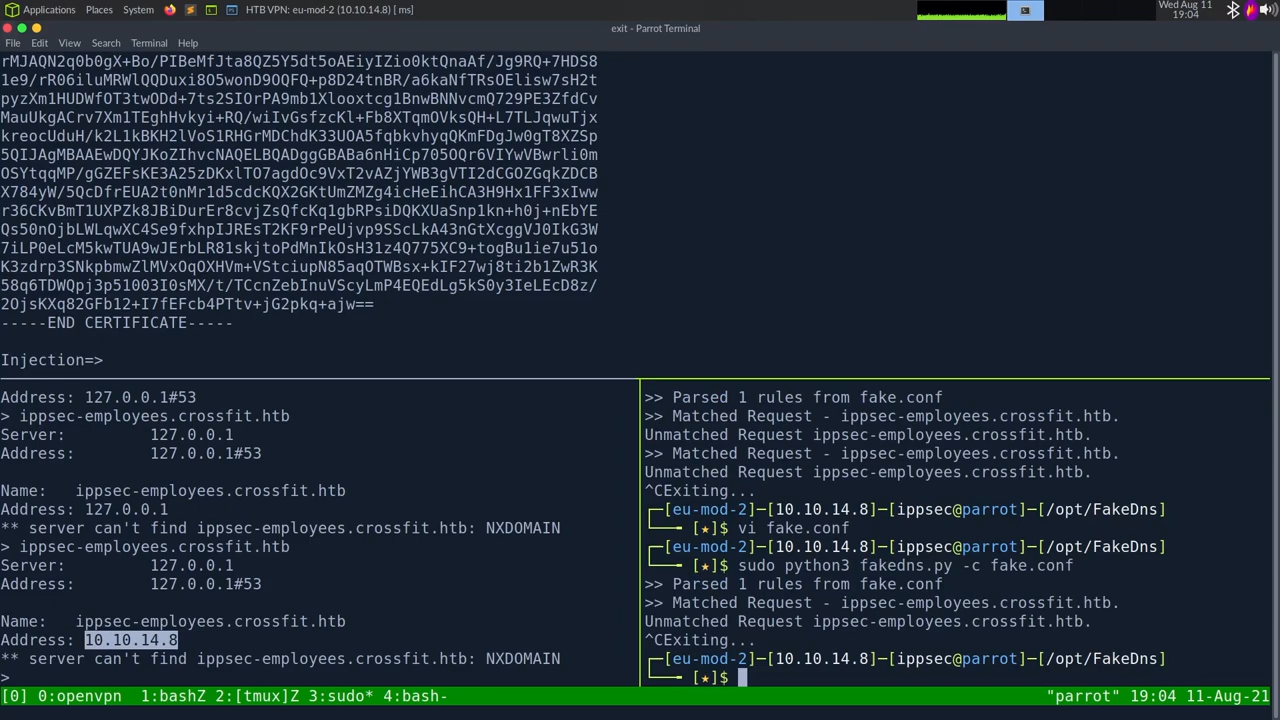 Applications Places System HTB VPN: eu-mod-2 (10.10.14.8) [ ms] Wed Aug 11
19:04
exit - Parrot Terminal
File Edit View Search Terminal Help
rMJAQN2q0b0gX+Bo/PIBeMfJta8QZ5Y5dt5oAEiyIZio0ktQnaAf/Jg9RQ+7HDS8
1e9/rR06iluMRWlQQDuxi8O5wonD9OQFQ+p8D24tnBR/a6kaNfTRsOElisw7sH2t
pyzXm1HUDWfOT3twODd+7ts2SIOrPA9mb1Xlooxtcg1BnwBNNvcmQ729PE3ZfdCv
MauUkgACrv7Xm1TEghHvkyi+RQ/wiIvGsfzcKl+Fb8XTqmOVksQH+L7TLJqwuTjx
kreocUduH/k2L1kBKH2lVoS1RHGrMDChdK33UOA5fqbkvhyqQKmFDgJw0gT8XZSp
5QIJAgMBAAEwDQYJKoZIhvcNAQELBQADggGBABa6nHiCp705OQr6VIYwVBwrli0m
OSYtqqMP/gGZEFsKE3A25zDKxlTO7agdOc9VxT2vAZjYWB3gVTI2dCGOZGqkZDCB
X784yW/5QcDfrEUA2t0nMr1d5cdcKQX2GKtUmZMZg4icHeEihCA3H9Hx1FF3xIww
r36CKvBmT1UXPZk8JBiDurEr8cvjZsQfcKq1gbRPsiDQKXUaSnp1kn+h0j+nEbYE
Qs50nOjbLWLqwXC4Se9fxhpIJREsT2KF9rPeUjvp9SScLkA43nGtXcggVJ0IkG3W
7iLP0eLcM5kwTUA9wJErbLR81skjtoPdMnIkOsH31z4Q775XC9+togBu1ie7u51o
K3zdrp3SNkpbmwZlMVxOqOXHVm+VStciupN85aqOTWBsx+kIF27wj8ti2b1ZwR3K
58q6TDWQpj3p51003I0sMX/t/TCcnZebInuVScyLmP4EQEdLg5kS0y3IeLEcD8z/
2OjsKXq82GFb12+I7fEFcb4PTtv+jG2pkq+ajw==
-----END CERTIFICATE-----
Injection=>
Address: 127.0.0.1#53
> ippsec-employees.crossfit.htb
Server: 127.0.0.1
Address: 127.0.0.1#53
Name: ippsec-employees.crossfit.htb
Address: 127.0.0.1
** server can't find ippsec-employees.crossfit.htb: NXDOMAIN
> ippsec-employees.crossfit.htb
Server: 127.0.0.1
Address: 127.0.0.1#53
Name: ippsec-employees.crossfit.htb
Address: 10.10.14.8
** server can't find ippsec-employees.crossfit.htb: NXDOMAIN
>
>> Parsed 1 rules from fake.conf
>> Matched Request - ippsec-employees.crossfit.htb.
Unmatched Request ippsec-employees.crossfit.htb.
>> Matched Request - ippsec-employees.crossfit.htb.
Unmatched Request ippsec-employees.crossfit.htb.
^CExiting...
┌─[eu-mod-2]─[10.10.14.8]─[ippsec@parrot]─[/opt/FakeDns]
└──╼ [★]$ vi fake.conf
┌─[eu-mod-2]─[10.10.14.8]─[ippsec@parrot]─[/opt/FakeDns]
└──╼ [★]$ sudo python3 fakedns.py -c fake.conf
>> Parsed 1 rules from fake.conf
>> Matched Request - ippsec-employees.crossfit.htb.
Unmatched Request ippsec-employees.crossfit.htb.
^CExiting...
┌─[eu-mod-2]─[10.10.14.8]─[ippsec@parrot]─[/opt/FakeDns]
└──╼ [★]$
[0] 0:openvpn 1:bashZ 2:[tmux]Z 3:sudo* 4:bash- "parrot" 19:04 11-Aug-21